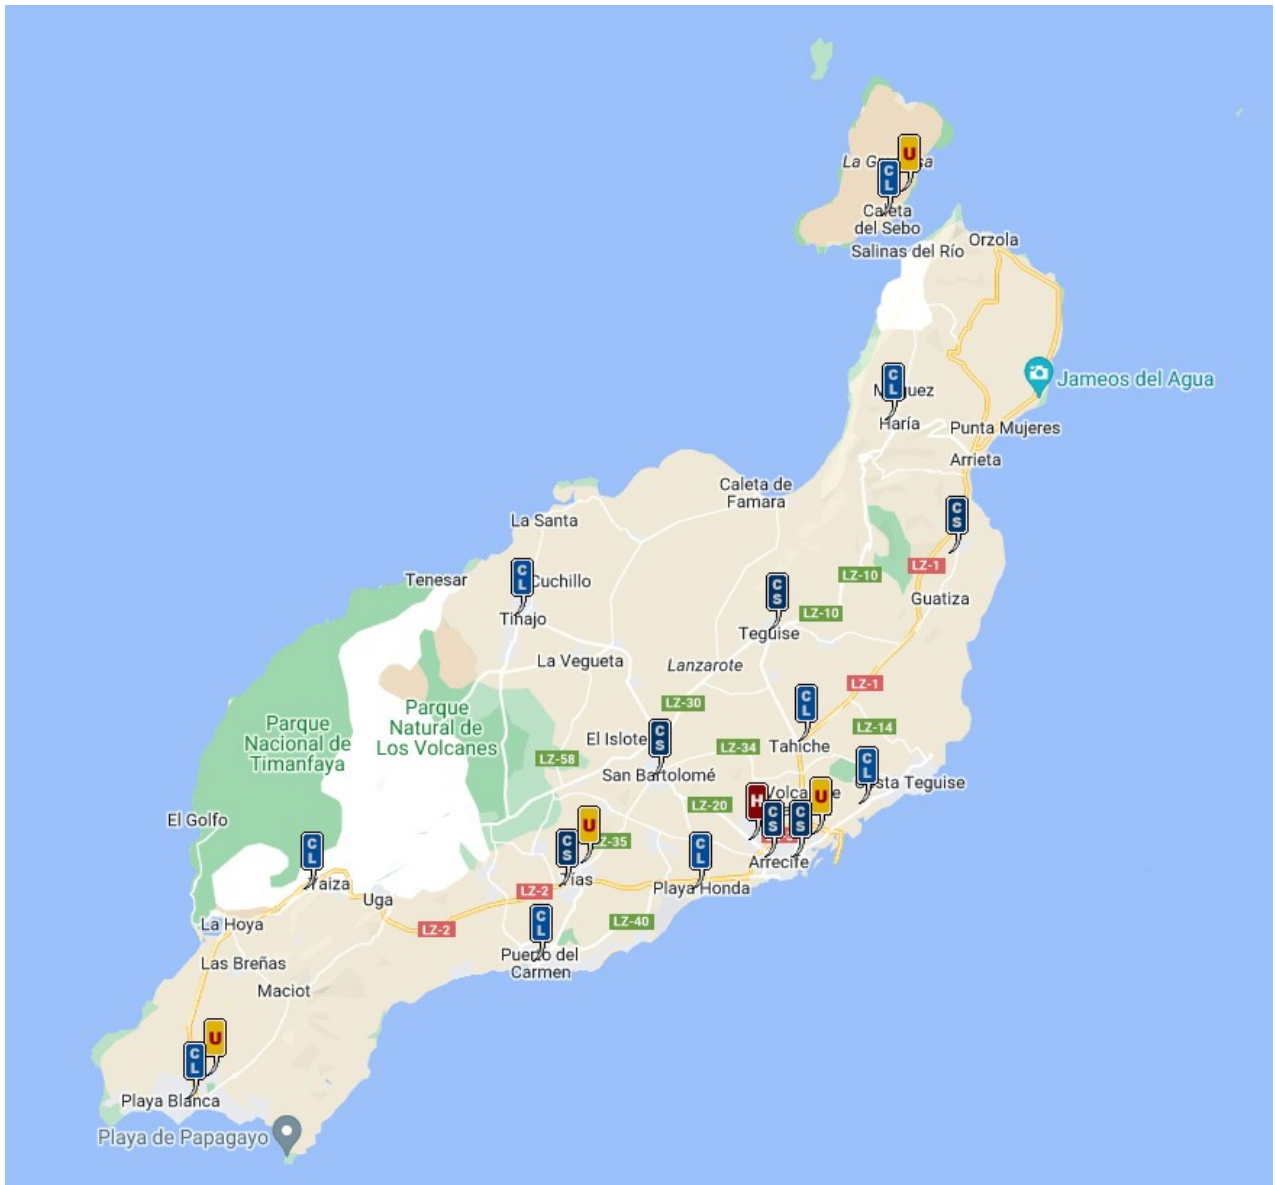 U
La Gr sa
C
L
Caleta
del Sebo
Salinas del Río
Orzola
C
L
Jameos del Agua
Haría
Punta Mujeres
Arrieta
Caleta de
Famara
C
S
La Santa
LZ-10
LZ-1
Tenesar
C
L
Cuchillo
C
S
Guatiza
LZ-10
Tinajo
Teguise
La Vegueta
Lanzarote
LZ-1
LZ-30
C
L
Parque
Natural de
Los Volcanes
Parque
Nacional de
Timanfaya
El Islote
C
S
LZ-14
Tahiche
LZ-34
LZ-58
San Bartolomé
C
L
sta Teguise
H
U
LZ-20
C
S
C
S
El Golfo
U
C
S
Z-35
C
L
C
L
Arrecife
Taiza
Playa Honda
LZ-2
Uga
C
L
LZ-40
La Hoya
LZ-2
Puerto del
Carmen
Las Breñas
Maciot
U
C
L
Playa Blanca
Playa de Papagayo